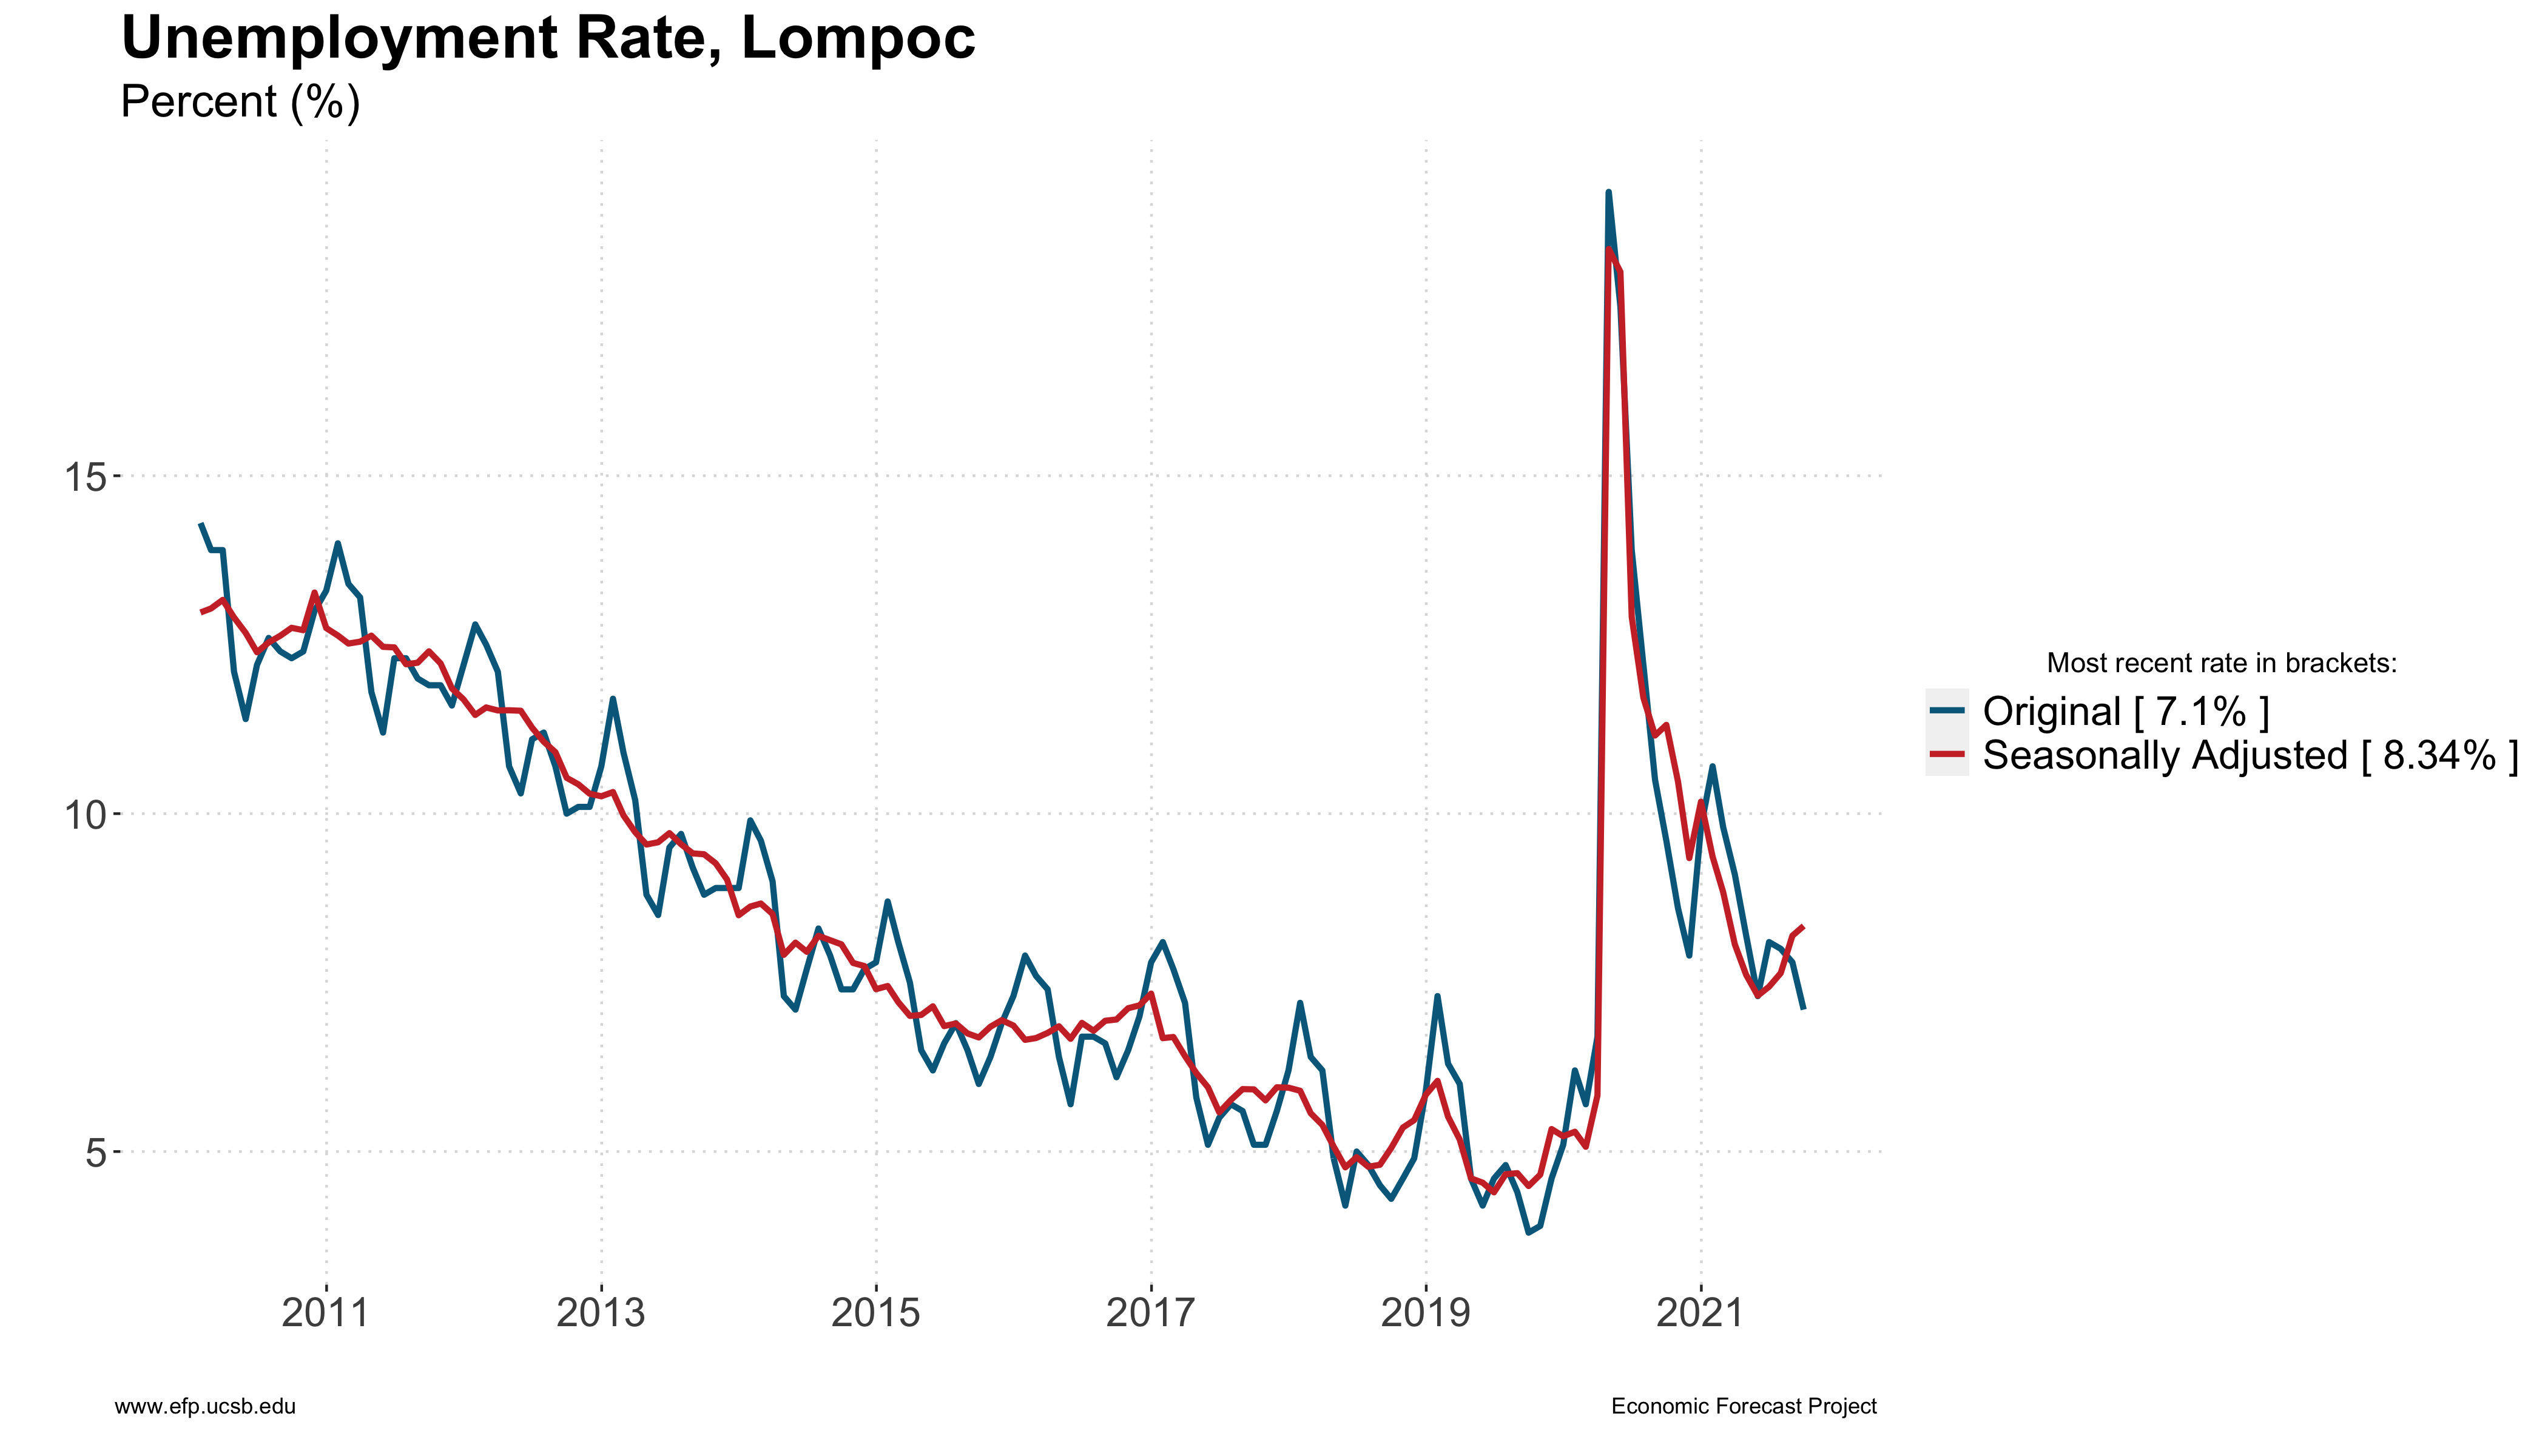 Unemployment Rate, Lompoc
Percent (%)
15
10
5
2011 2013 2015 2017 2019 2021
Most recent rate in brackets:
Original [ 7.1% ]
Seasonally Adjusted [ 8.34% ]
www.efp.ucsb.edu
Economic Forecast Project